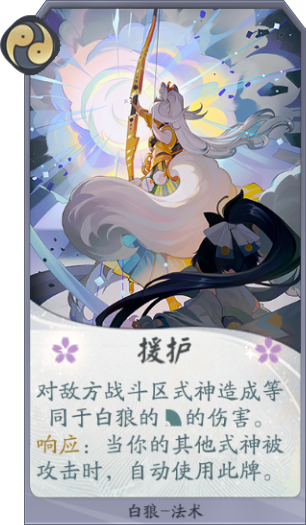 援护
对敌方战斗区式神造成等
同于白狼的的伤害。
响应：当你的其他式神被
攻击时，自动使用此牌。
白狼-法术